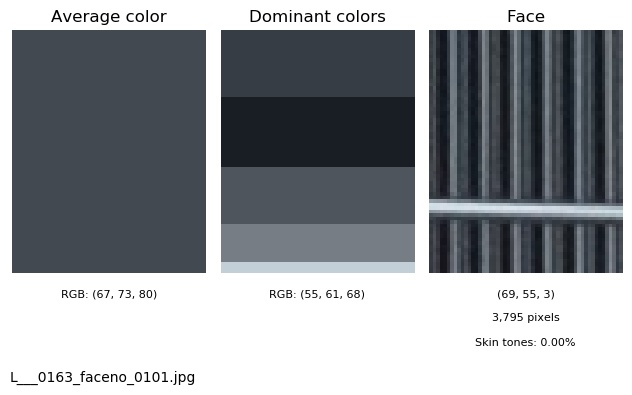 Average color
Dominant colors
Face
RGB: (67, 73, 80)
RGB: (55, 61, 68)
(69, 55, 3)
3,795 pixels
Skin tones: 0.00%
L___0163_faceno_0101.jpg